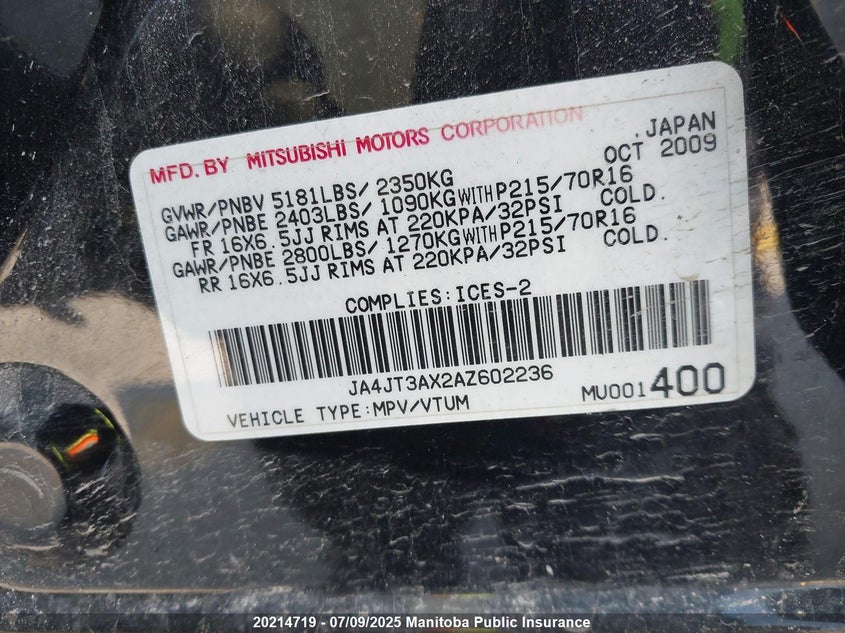 MFD. BY MITSUBISHI MOTORS CORPORATION
JAPAN
OCT 2009
GVWR/PNBV 5181LBS/ 2350KG
GAWR/PNBE 2403LBS/ 1090KG WITH P215/70R16
FR 16X6.5JJ RIMS AT 220KPA/32PSI COLD.
GAWR/PNBE 2800LBS/ 1270KG WITH P215/70R16
RR 16X6.5JJ RIMS AT 220KPA/32PSI COLD.
COMPLIES:ICES-2
JA4JT3AX2AZ602236
VEHICLE TYPE:MPV/VTUM
MU001400
20214719 - 07/09/2025 Manitoba Public Insurance